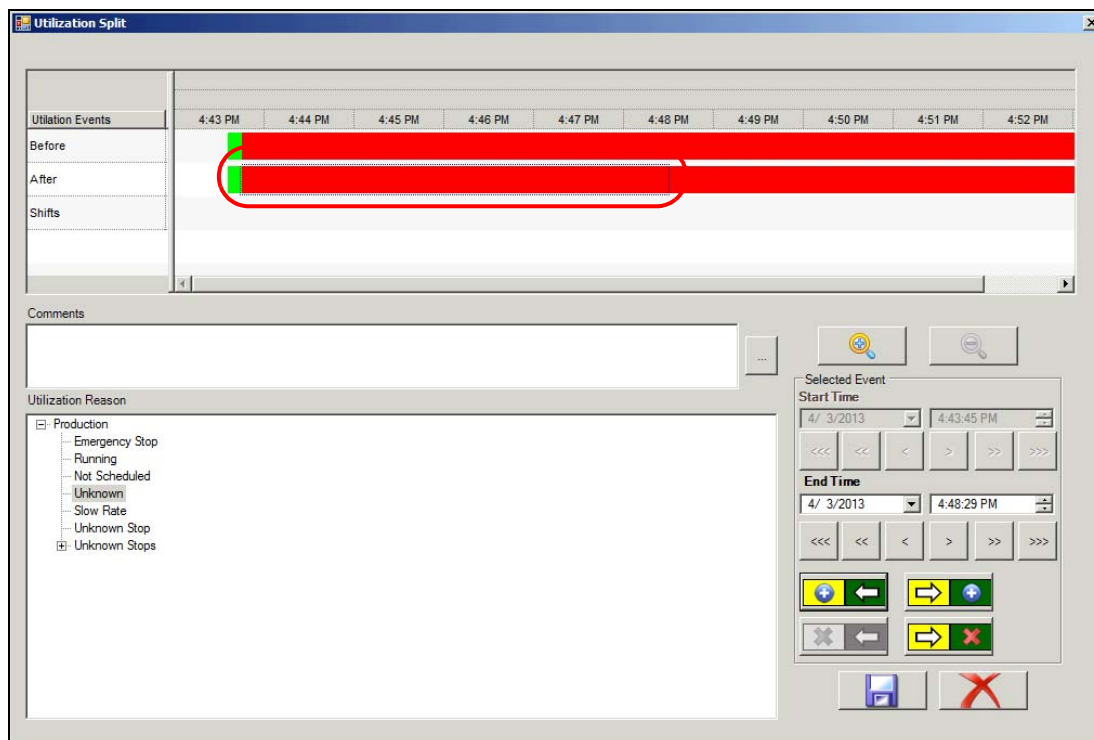 Utilization Split
Utilation Events
4:43 PM 4:44 PM 4:45 PM 4:46 PM 4:47 PM 4:48 PM 4:49 PM 4:50 PM 4:51 PM 4:52 PM
Before
After
Shifts
Comments
...
Utilization Reason
Production
Emergency Stop
Running
Not Scheduled
Unknown
Slow Rate
Unknown Stop
Unknown Stops
Selected Event
Start Time
4/ 3/2013 4:43:45 PM
<<< << < > >> >>>
End Time
4/ 3/2013 4:48:29 PM
<<< << < > >> >>>